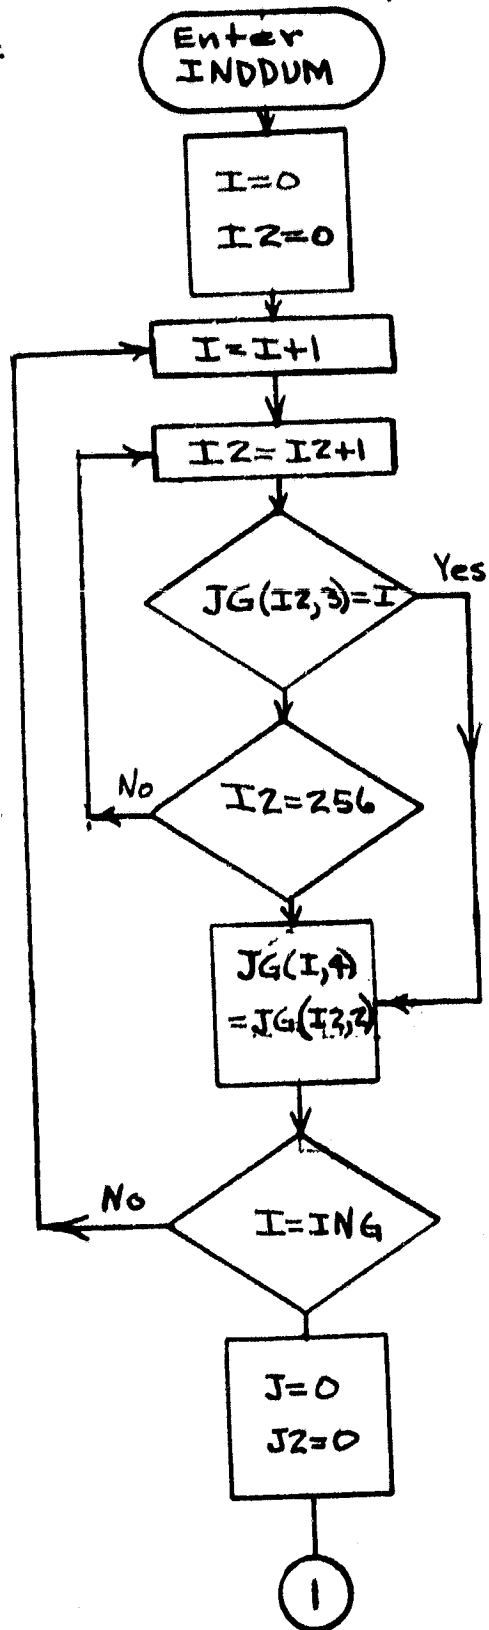 Enter
INDDUM
I=0
I2=0
I=I+1
I2=I2+1
JG(I2,3)=I
Yes
I2=256
No
JG(I,4)
=JG(I2,2)
I=ING
No
J=0
J2=0
1